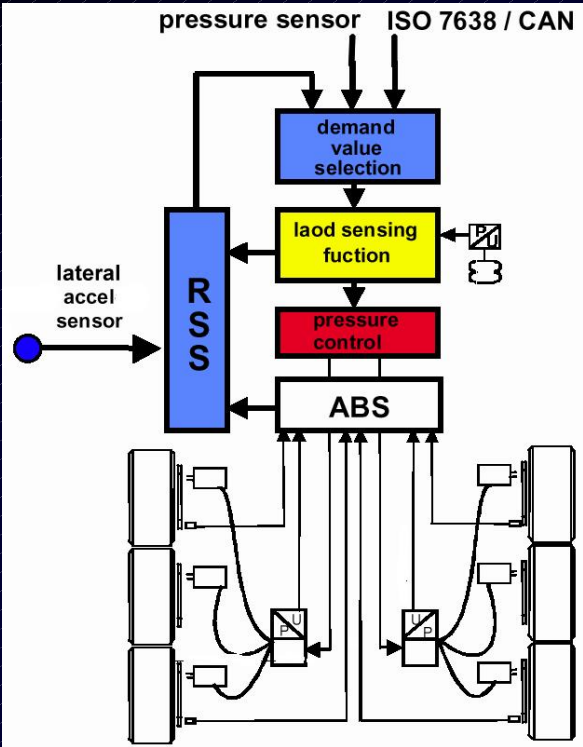 pressure sensor ISO 7638 / CAN
demand
value
selection
laod sensing
fuction
P
U
lateral
accel
sensor
R
S
S
pressure
control
ABS
U
P
U
P